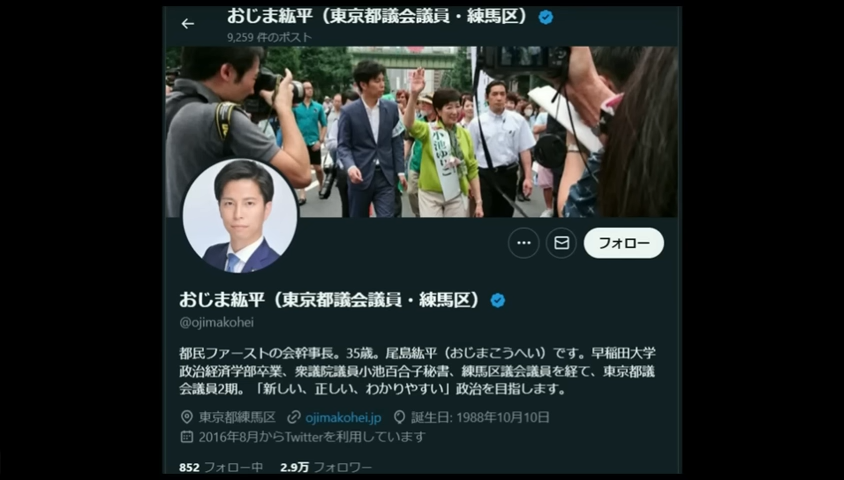 おじま紘平（東京都議会議員・練馬区）
9,259 件のポスト
小池ゆりこ
フォロー
おじま紘平（東京都議会議員・練馬区）
@ojimakohei
都民ファーストの会幹事長。35歳。尾島紘平（おじまこうへい）です。早稲田大学
政治経済学部卒業、衆議院議員小池百合子秘書、練馬区議会議員を経て、東京都議
会議員2期。「新しい、正しい、わかりやすい」政治を目指します。
東京都練馬区 ojimakohei.jp 誕生日: 1988年10月10日
2016年8月からTwitterを利用しています
852 フォロー中 2.9万 フォロワー